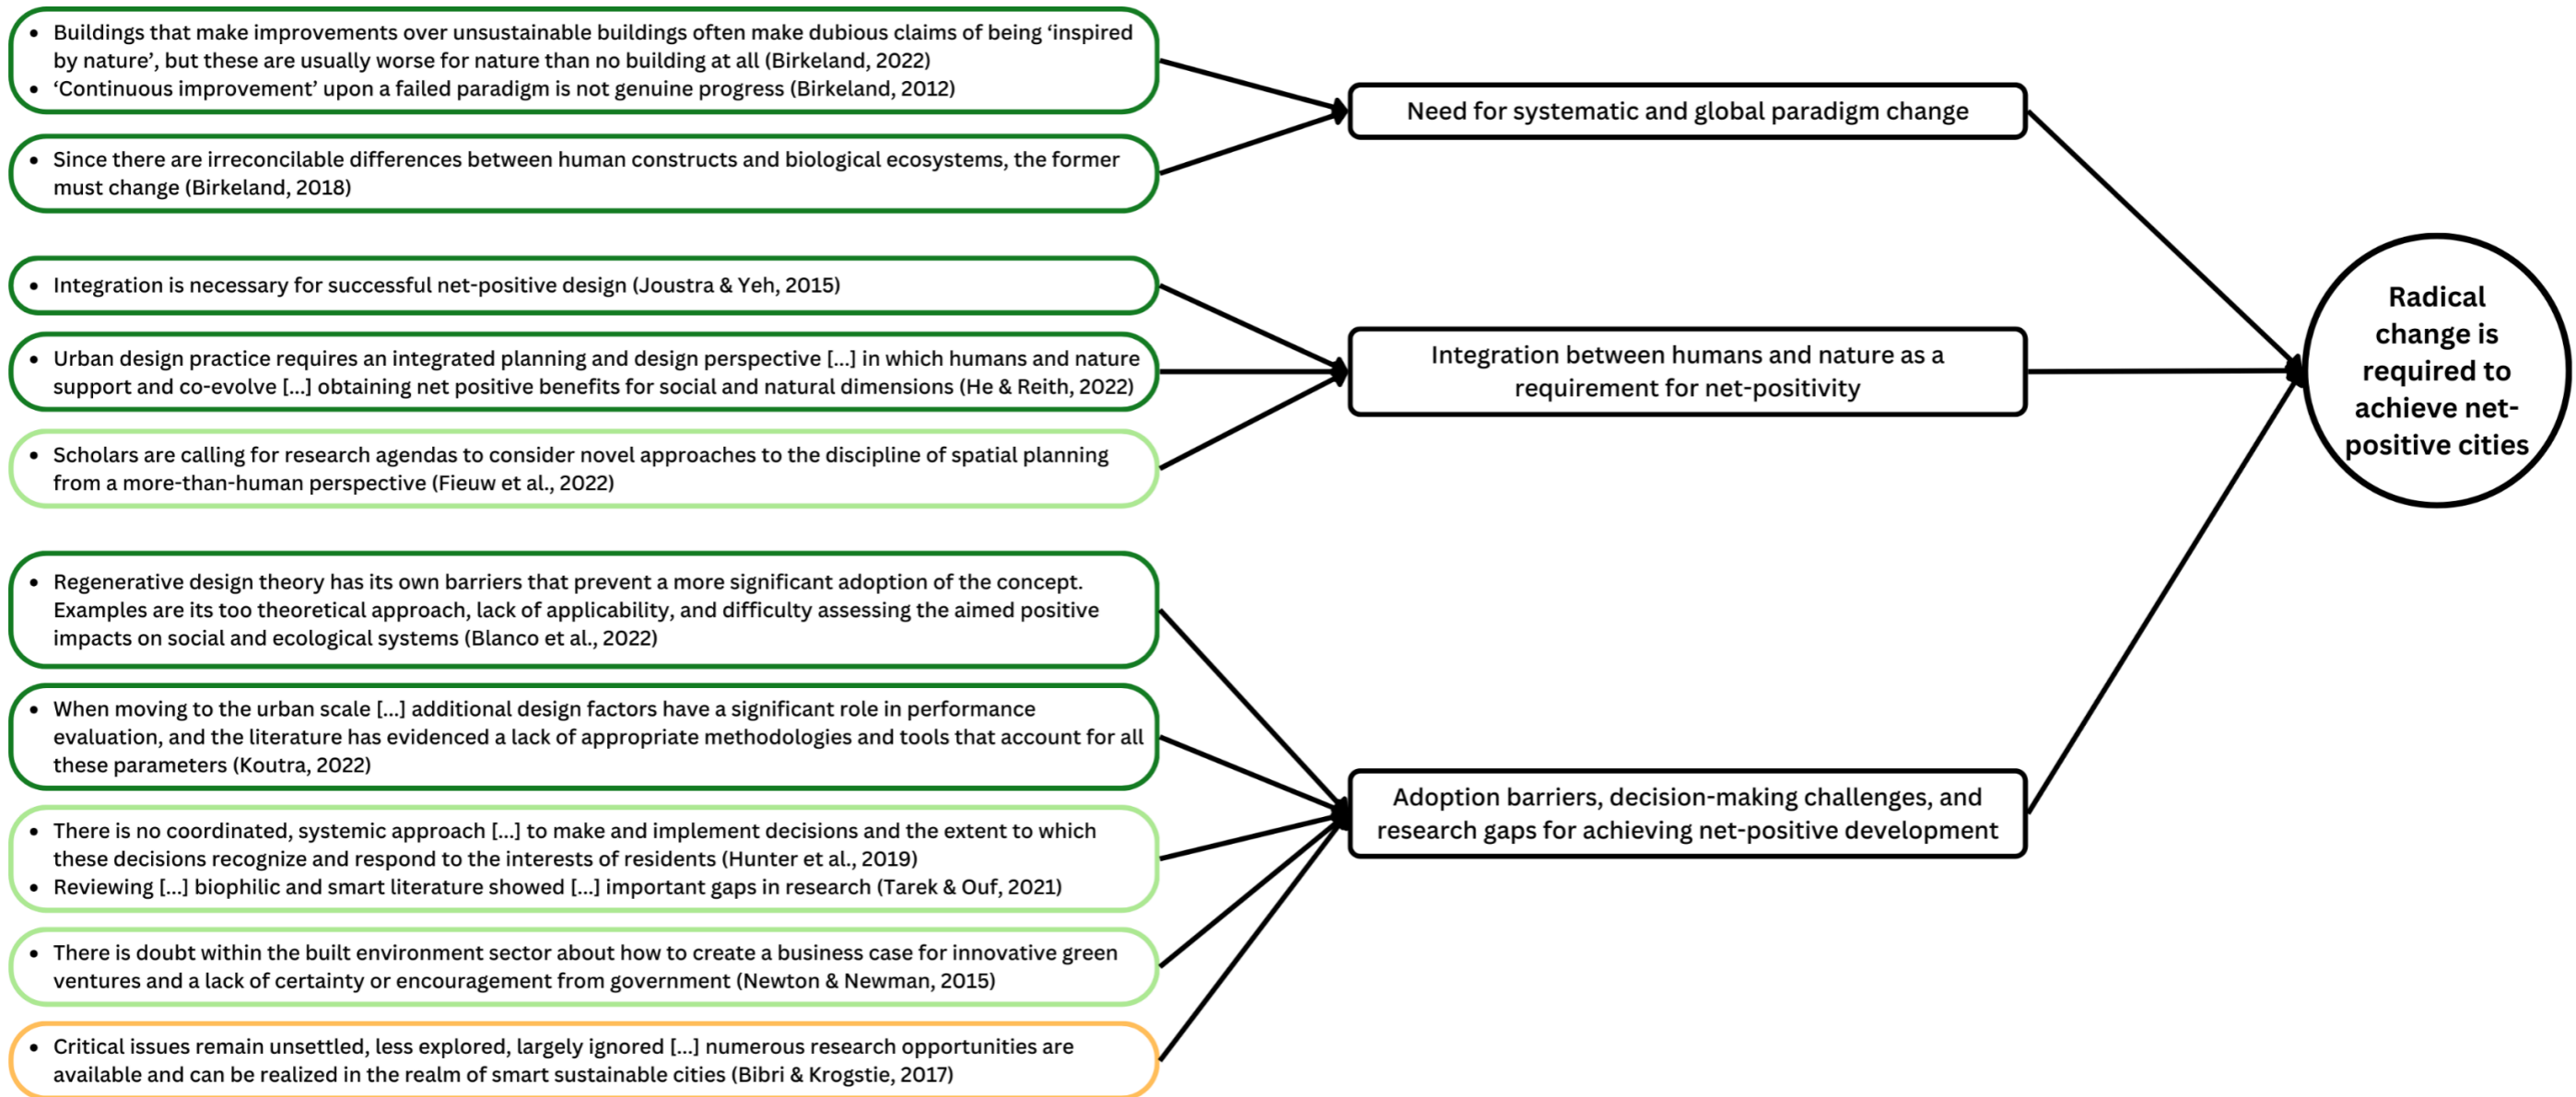 • Buildings that make improvements over unsustainable buildings often make dubious claims of being ‘inspired
by nature’, but these are usually worse for nature than no building at all (Birkeland, 2022)
• ‘Continuous improvement’ upon a failed paradigm is not genuine progress (Birkeland, 2012)
• Since there are irreconcilable differences between human constructs and biological ecosystems, the former
must change (Birkeland, 2018)
Need for systematic and global paradigm change
• Integration is necessary for successful net-positive design (Joustra & Yeh, 2015)
• Urban design practice requires an integrated planning and design perspective [...] in which humans and nature
support and co-evolve [...] obtaining net positive benefits for social and natural dimensions (He & Reith, 2022)
• Scholars are calling for research agendas to consider novel approaches to the discipline of spatial planning
from a more-than-human perspective (Fieuw et al., 2022)
Integration between humans and nature as a
requirement for net-positivity
• Regenerative design theory has its own barriers that prevent a more significant adoption of the concept.
Examples are its too theoretical approach, lack of applicability, and difficulty assessing the aimed positive
impacts on social and ecological systems (Blanco et al., 2022)
• When moving to the urban scale [...] additional design factors have a significant role in performance
evaluation, and the literature has evidenced a lack of appropriate methodologies and tools that account for all
these parameters (Koutra, 2022)
• There is no coordinated, systemic approach [...] to make and implement decisions and the extent to which
these decisions recognize and respond to the interests of residents (Hunter et al., 2019)
• Reviewing [...] biophilic and smart literature showed [...] important gaps in research (Tarek & Ouf, 2021)
• There is doubt within the built environment sector about how to create a business case for innovative green
ventures and a lack of certainty or encouragement from government (Newton & Newman, 2015)
• Critical issues remain unsettled, less explored, largely ignored [...] numerous research opportunities are
available and can be realized in the realm of smart sustainable cities (Bibri & Krogstie, 2017)
Adoption barriers, decision-making challenges, and
research gaps for achieving net-positive development
Radical
change is
required to
achieve net-
positive cities